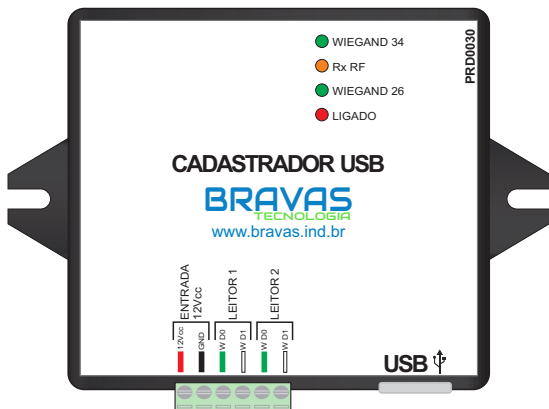 WIEGAND 34
Rx RF
WIEGAND 26
LIGADO
PRD0030
CADASTRADOR USB
BRAVAS
TECNOLOGIA
www.bravas.ind.br
ENTRADA
12Vcc
LEITOR 1
LEITOR 2
12Vcc
GND
W D0
W D1
W D0
W D1
USB